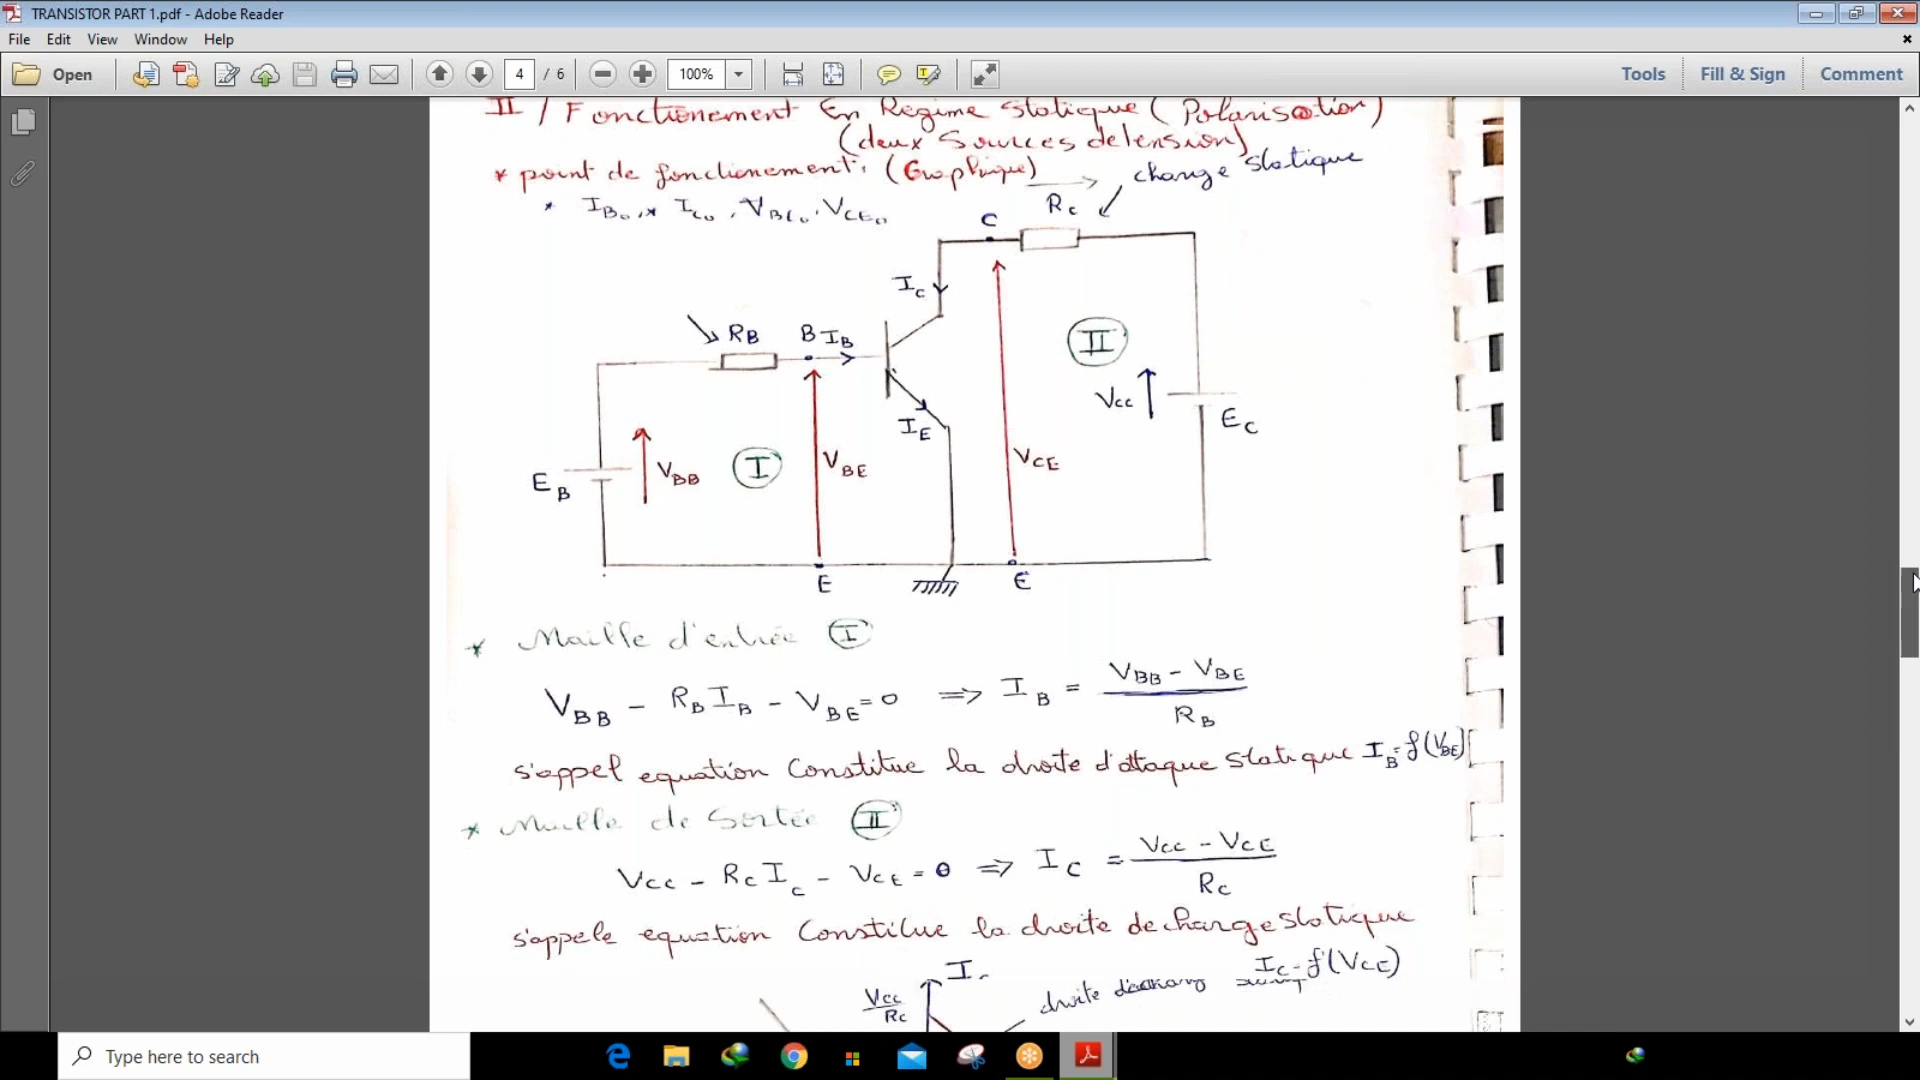 TRANSISTOR PART 1.pdf - Adobe Reader
File Edit View Window Help
Open 4 / 6 100% Tools Fill & Sign Comment
II / Fonctionement En Regime Statique (Polarisation)
(deux Sources detension)
* point de fonctionement: (Graphique)
charge statique
* IB0, * IC0, VBE0, VCE0
RC
C
IC
RB B IB
II
VCC
EC
IE
I
VBE
VCE
VBB
EB
E E
* Maille d'entrée I
VBB - RB IB - VBE = 0 => IB = VBB - VBE / RB
s'appel equation Constitue la droite d'attaque statique IB = f(VBE)
* Maille de Sortée II
VCC - RC IC - VCE = 0 => IC = VCC - VCE / RC
s'appele equation Constitue la droite de charge statique
IC = f(VCE)
VCC / RC
droite
Type here to search